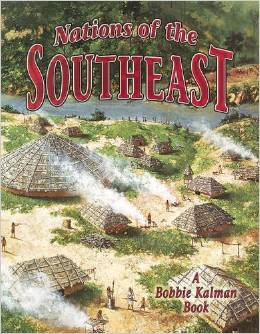 Nations of the
SOUTHEAST
A
Bobbie Kalman
Book